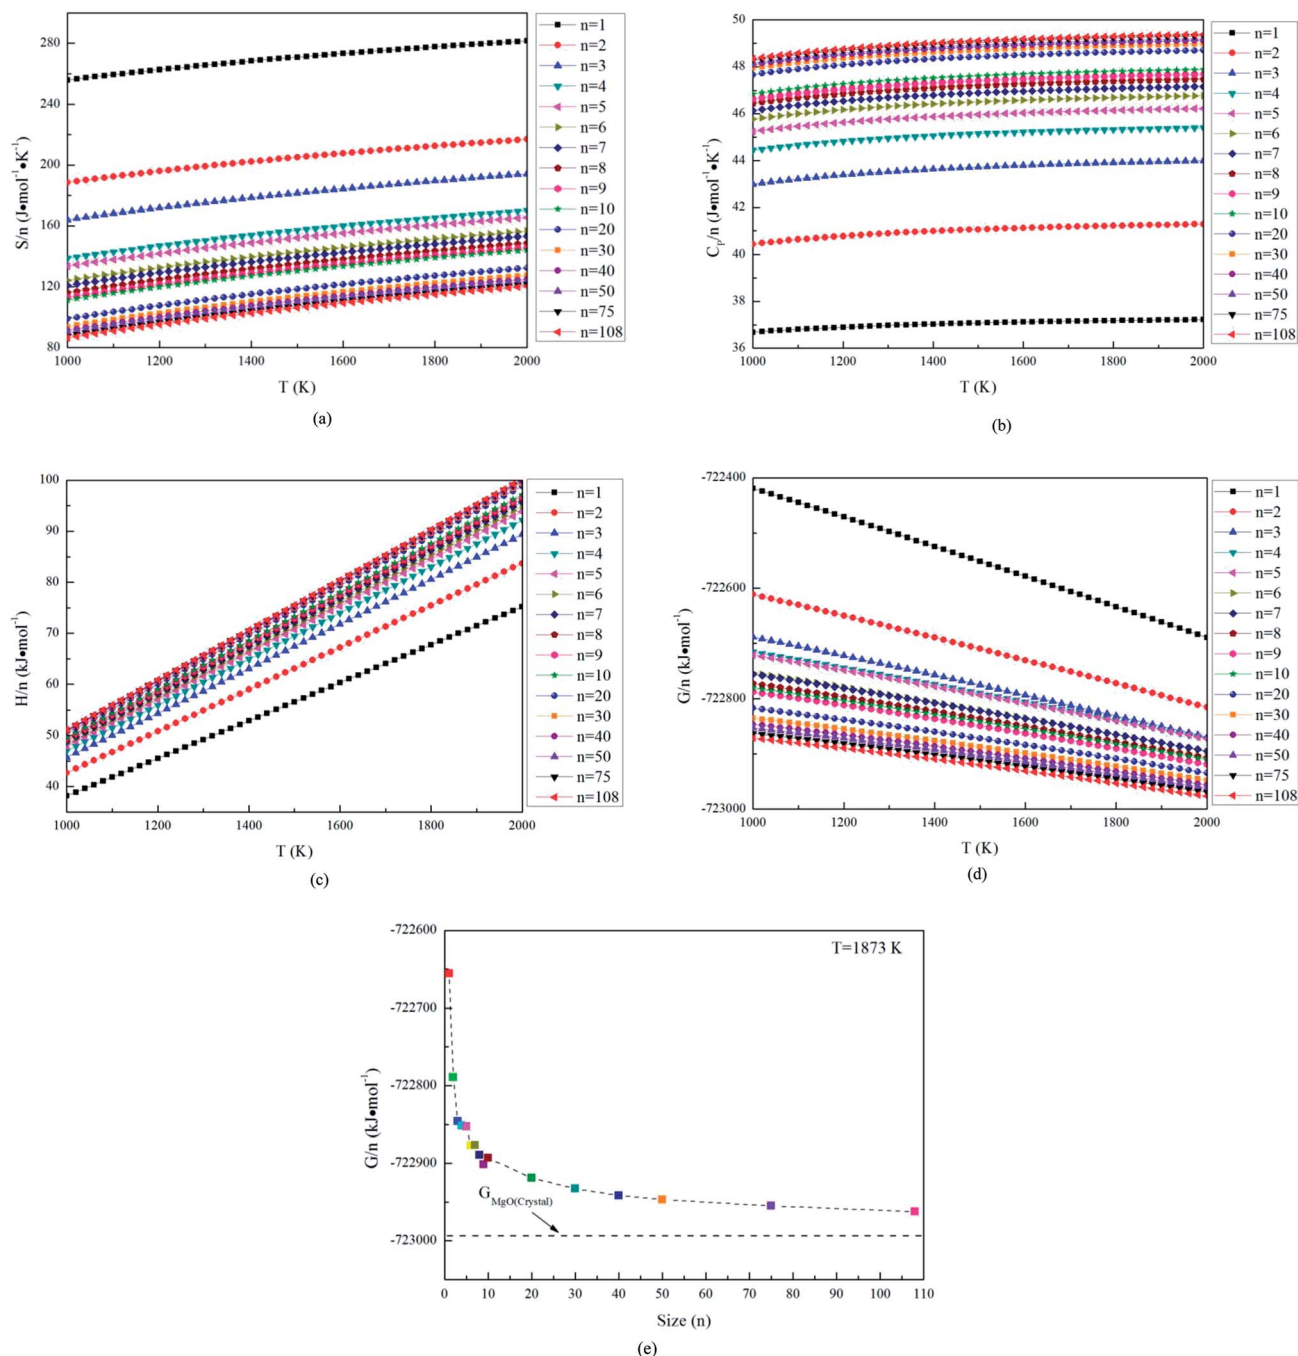 280
240
200
160
120
80
S/n (J●mol⁻¹●K⁻¹)
1000 1200 1400 1600 1800 2000
T (K)
n=1
n=2
n=3
n=4
n=5
n=6
n=7
n=8
n=9
n=10
n=20
n=30
n=40
n=50
n=75
n=108
(a)
50
48
46
44
42
40
38
36
Cₚ/n (J●mol⁻¹●K⁻¹)
1000 1200 1400 1600 1800 2000
T (K)
n=1
n=2
n=3
n=4
n=5
n=6
n=7
n=8
n=9
n=10
n=20
n=30
n=40
n=50
n=75
n=108
(b)
100
90
80
70
60
50
40
H/n (kJ●mol⁻¹)
1000 1200 1400 1600 1800 2000
T (K)
n=1
n=2
n=3
n=4
n=5
n=6
n=7
n=8
n=9
n=10
n=20
n=30
n=40
n=50
n=75
n=108
(c)
-722400
-722600
-722800
-723000
G/n (kJ●mol⁻¹)
1000 1200 1400 1600 1800 2000
T (K)
n=1
n=2
n=3
n=4
n=5
n=6
n=7
n=8
n=9
n=10
n=20
n=30
n=40
n=50
n=75
n=108
(d)
-722600
-722700
-722800
-722900
-723000
G/n (kJ●mol⁻¹)
T=1873 K
G MgO(Crystal)
0 10 20 30 40 50 60 70 80 90 100 110
Size (n)
(e)